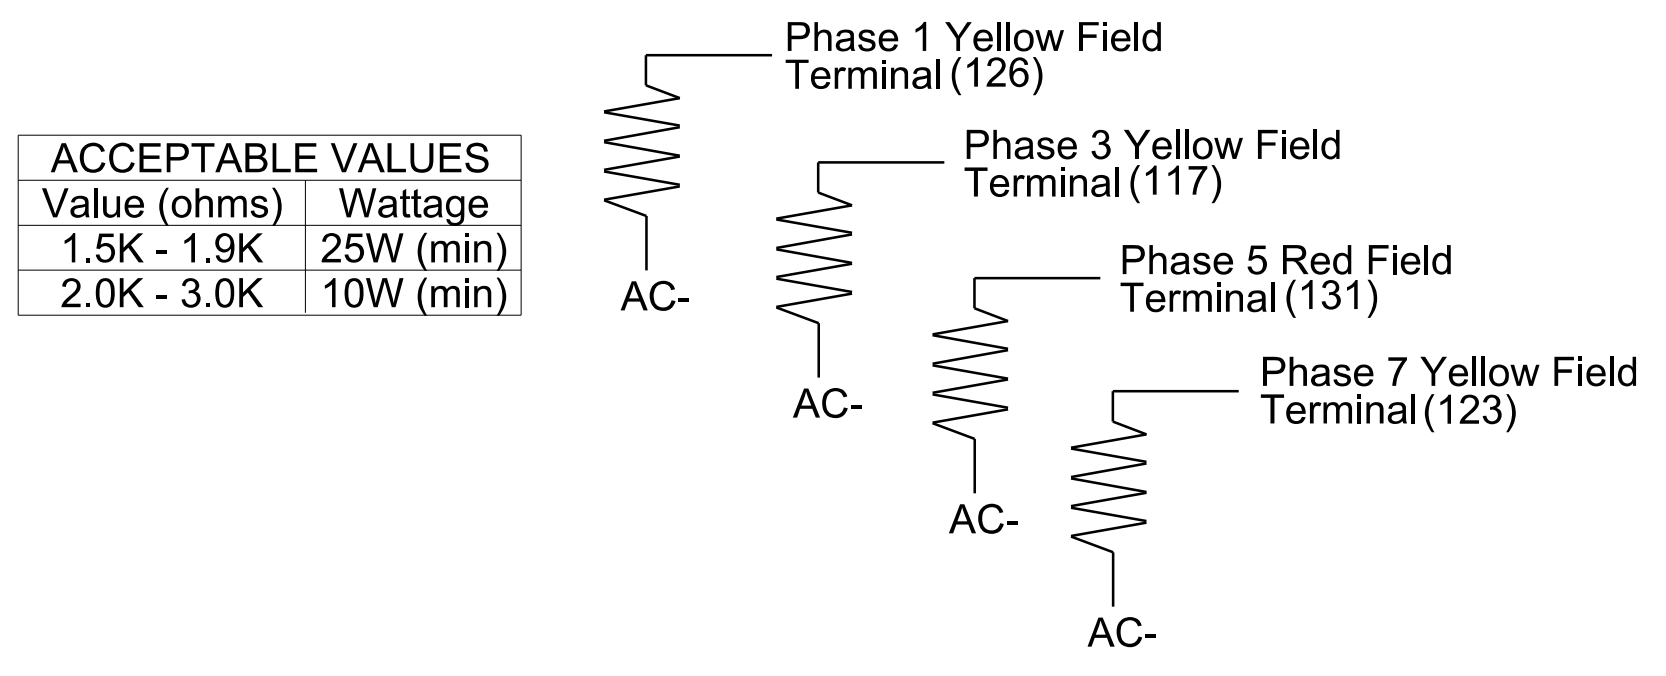 ACCEPTABLE VALUES
Value (ohms) Wattage
1.5K - 1.9K 25W (min)
2.0K - 3.0K 10W (min)
Phase 1 Yellow Field
Terminal (126)
AC-
Phase 3 Yellow Field
Terminal (117)
AC-
Phase 5 Red Field
Terminal (131)
AC-
Phase 7 Yellow Field
Terminal (123)
AC-